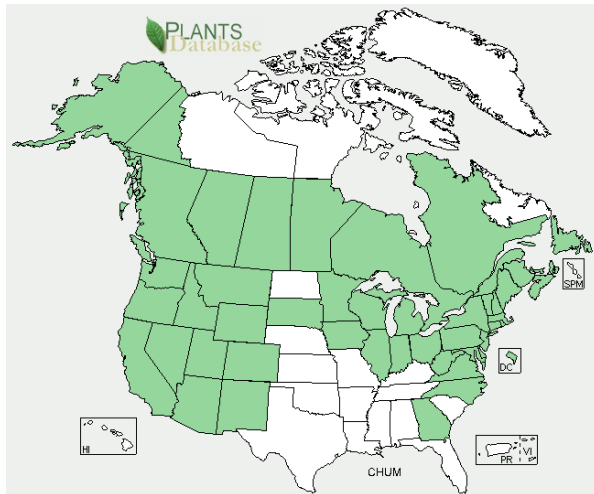 PLANTS
Database
SPM
DC
HI
PR
VI
CHUM